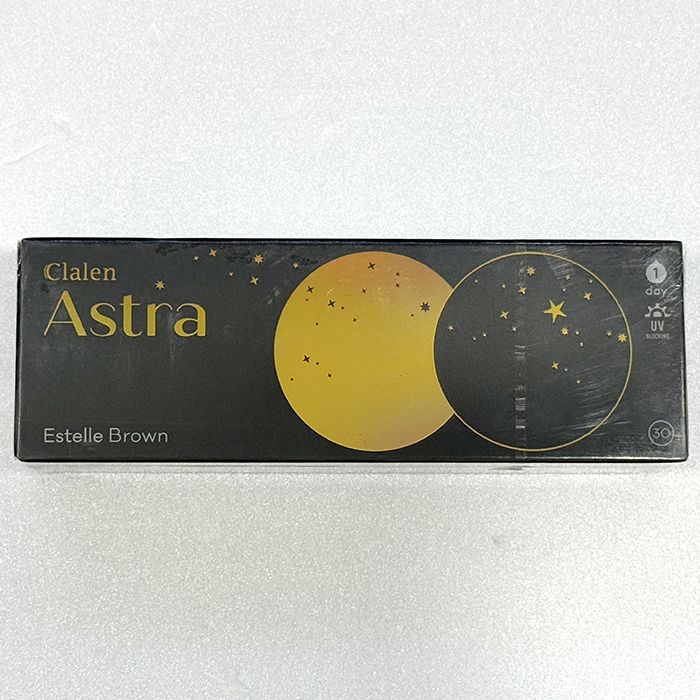 Clalen
Astra
Estelle Brown
1
day
UV
BLOCKING
30